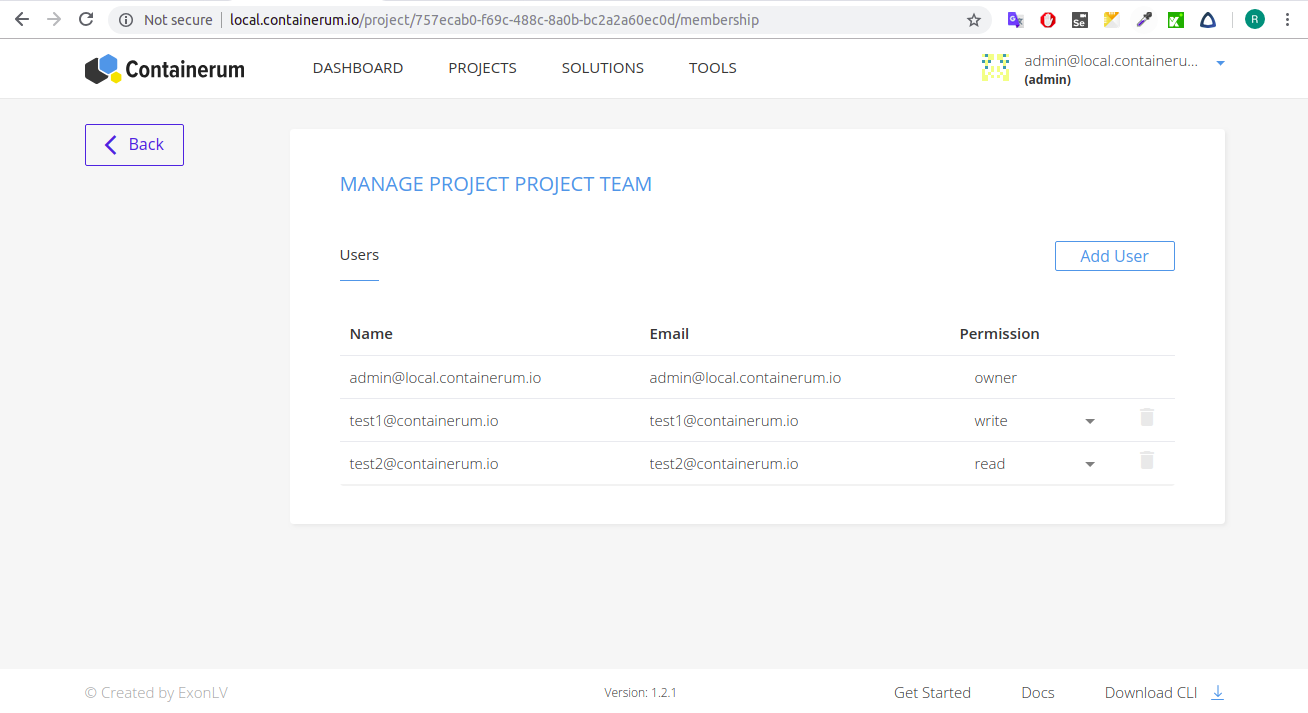 Not secure | local.containerum.io/project/757ecab0-f69c-488c-8a0b-bc2a2a60ec0d/membership
Se
R
Containerum
DASHBOARD PROJECTS SOLUTIONS TOOLS
admin@local.containeru...
(admin)
Back
MANAGE PROJECT PROJECT TEAM
Users
Add User
Name Email Permission
admin@local.containerum.io admin@local.containerum.io owner
test1@containerum.io test1@containerum.io write
test2@containerum.io test2@containerum.io read
© Created by ExonLV Version: 1.2.1 Get Started Docs Download CLI